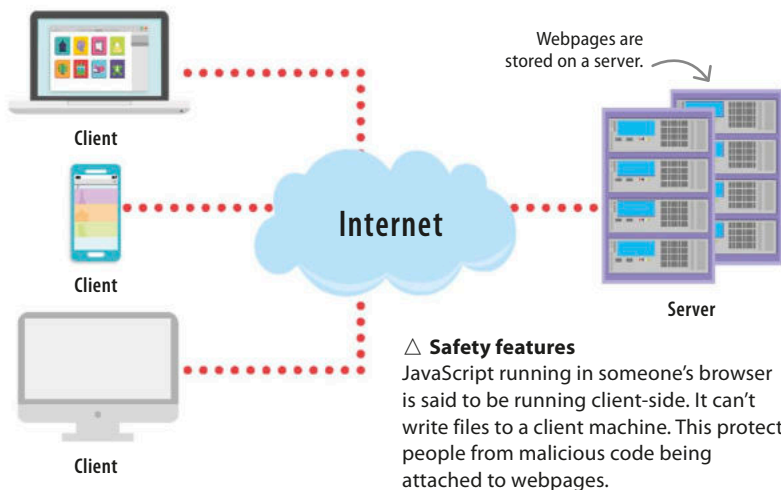 Webpages are
stored on a server.
Client
Client
Internet
Server
Client
△ Safety features
JavaScript running in someone's browser
is said to be running client-side. It can't
write files to a client machine. This protect
people from malicious code being
attached to webpages.